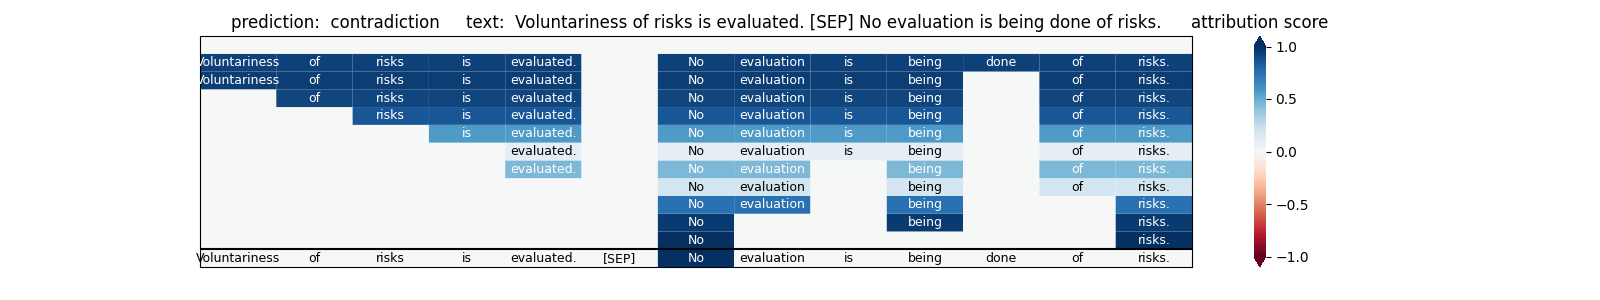 prediction:  contradiction     text:  Voluntariness of risks is evaluated. [SEP] No evaluation is being done of risks.     attribution score
Voluntariness of risks is evaluated. No evaluation is being done of risks.
Voluntariness of risks is evaluated. No evaluation is being of risks.
of risks is evaluated. No evaluation is being of risks.
risks is evaluated. No evaluation is being of risks.
is evaluated. No evaluation is being of risks.
evaluated. No evaluation is being of risks.
evaluated. No evaluation being of risks.
No evaluation being of risks.
No evaluation being risks.
No being risks.
No risks.
Voluntariness of risks is evaluated. [SEP] No evaluation is being done of risks.
1.0
0.5
0.0
−0.5
−1.0